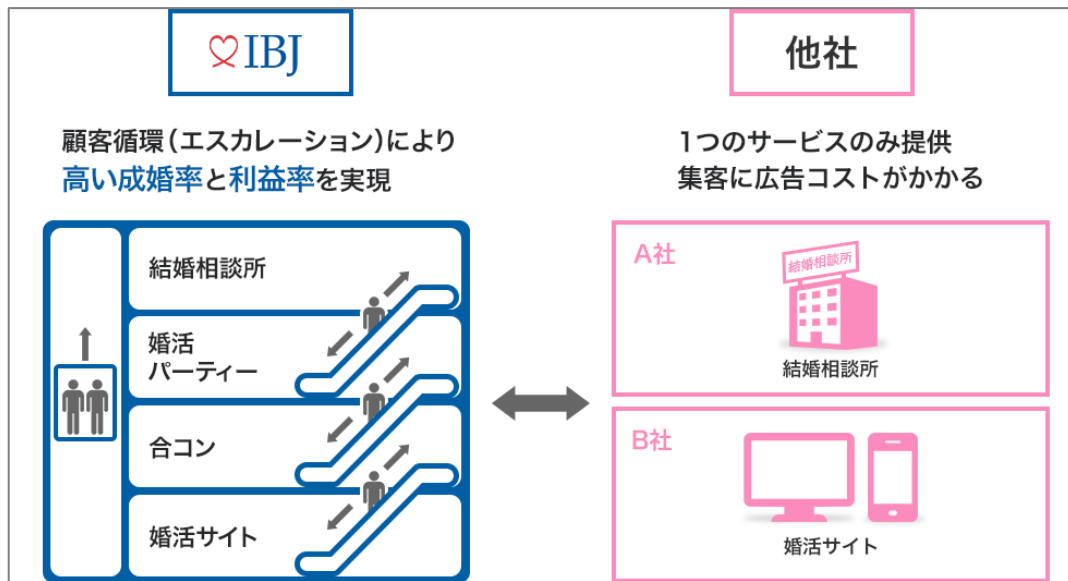 IBJ
顧客循環(エスカレーション)により
高い成婚率と利益率を実現
結婚相談所
婚活
パーティー
合コン
婚活サイト
他社
1つのサービスのみ提供
集客に広告コストがかかる
A社
結婚相談所
結婚相談所
B社
婚活サイト